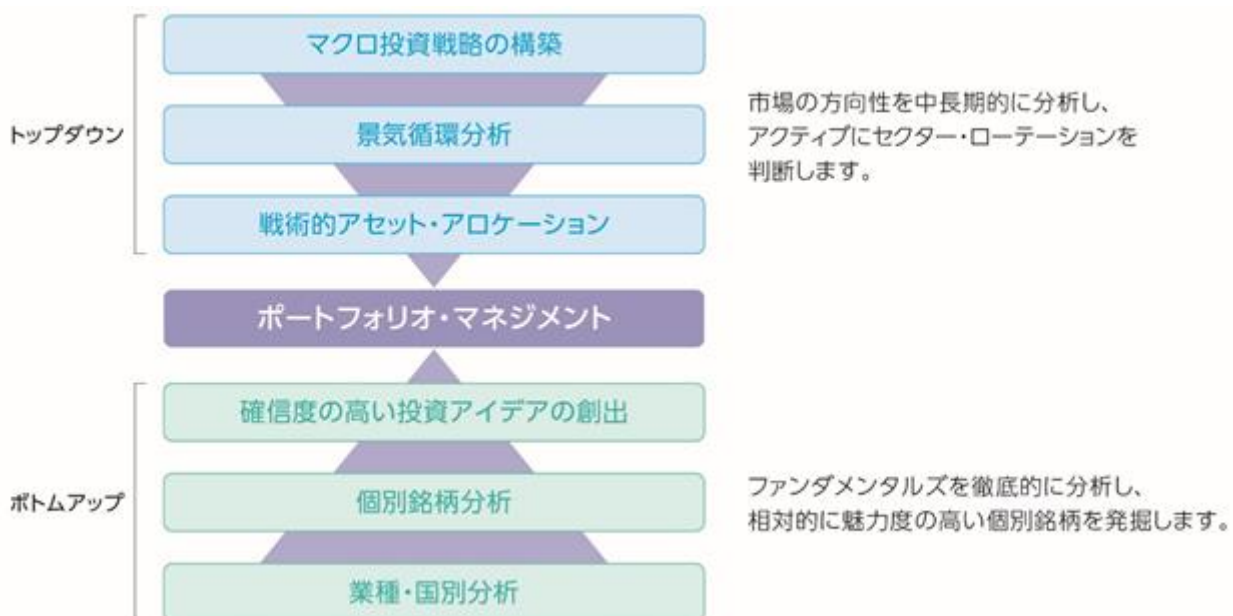 マクロ投資戦略の構築
トップダウン
景気循環分析
戦術的アセット・アロケーション
市場の方向性を中長期的に分析し、
アクティブにセクター・ローテーションを
判断します。
ポートフォリオ・マネジメント
確信度の高い投資アイデアの創出
ボトムアップ
個別銘柄分析
業種・国別分析
ファンダメンタルズを徹底的に分析し、
相対的に魅力度の高い個別銘柄を発掘します。